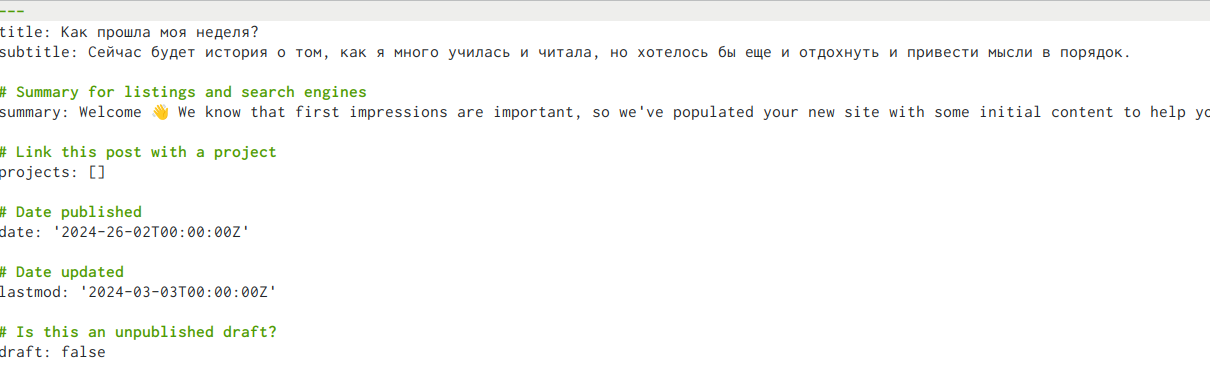 ---
title: Как прошла моя неделя?
subtitle: Сейчас будет история о том, как я много училась и читала, но хотелось бы еще и отдохнуть и привести мысли в порядок.
# Summary for listings and search engines
summary: Welcome 👋 We know that first impressions are important, so we've populated your new site with some initial content to help
# Link this post with a project
projects: []
# Date published
date: '2024-26-02T00:00:00Z'
# Date updated
lastmod: '2024-03-03T00:00:00Z'
# Is this an unpublished draft?
draft: false